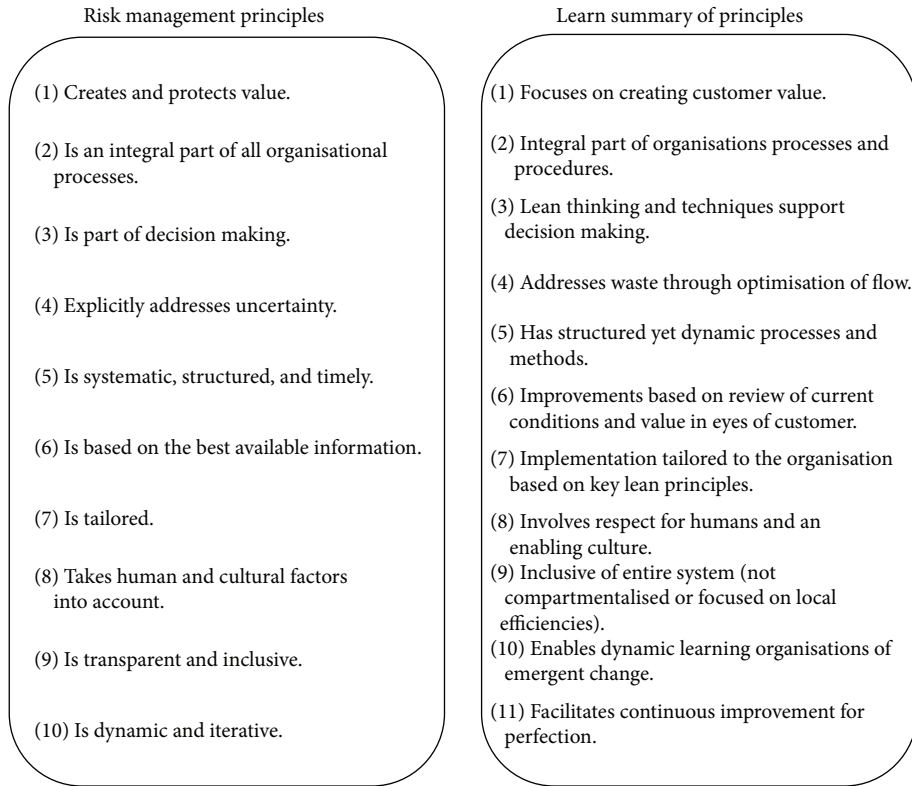 Risk management principles
(1) Creates and protects value.
(2) Is an integral part of all organisational
processes.
(3) Is part of decision making.
(4) Explicitly addresses uncertainty.
(5) Is systematic, structured, and timely.
(6) Is based on the best available information.
(7) Is tailored.
(8) Takes human and cultural factors
into account.
(9) Is transparent and inclusive.
(10) Is dynamic and iterative.
Learn summary of principles
(1) Focuses on creating customer value.
(2) Integral part of organisations processes and
procedures.
(3) Lean thinking and techniques support
decision making.
(4) Addresses waste through optimisation of flow.
(5) Has structured yet dynamic processes and
methods.
(6) Improvements based on review of current
conditions and value in eyes of customer.
(7) Implementation tailored to the organisation
based on key lean principles.
(8) Involves respect for humans and an
enabling culture.
(9) Inclusive of entire system (not
compartmentalised or focused on local
efficiencies).
(10) Enables dynamic learning organisations of
emergent change.
(11) Facilitates continuous improvement for
perfection.